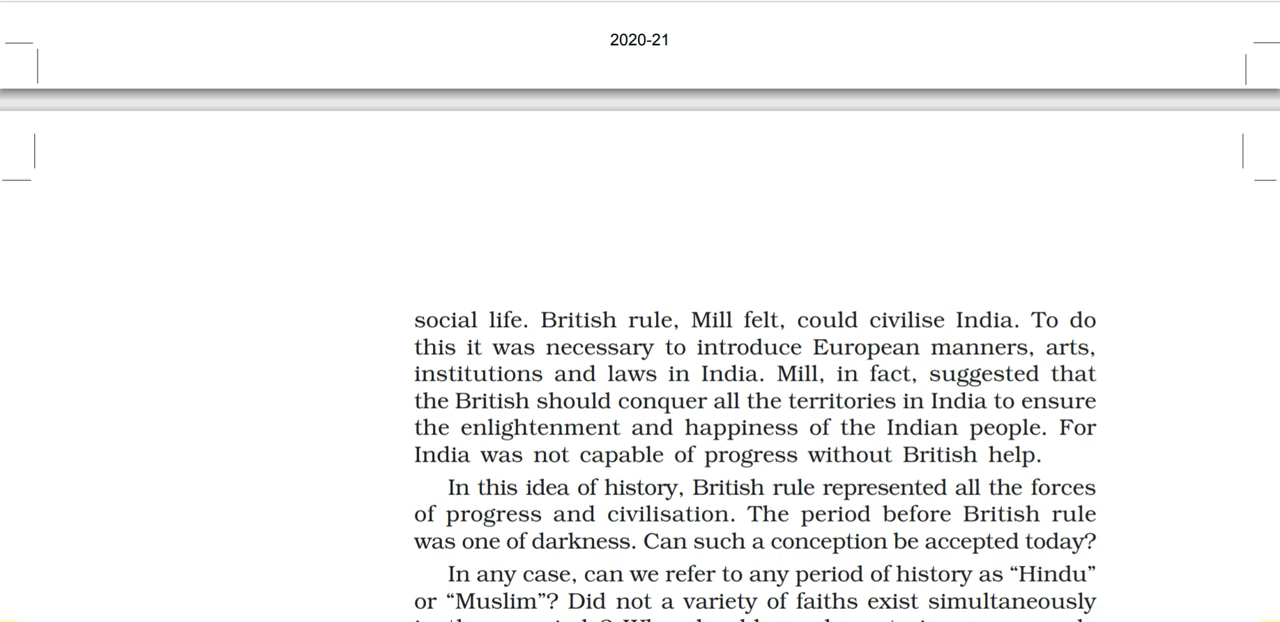 2020-21
social life. British rule, Mill felt, could civilise India. To do
this it was necessary to introduce European manners, arts,
institutions and laws in India. Mill, in fact, suggested that
the British should conquer all the territories in India to ensure
the enlightenment and happiness of the Indian people. For
India was not capable of progress without British help.
In this idea of history, British rule represented all the forces
of progress and civilisation. The period before British rule
was one of darkness. Can such a conception be accepted today?
In any case, can we refer to any period of history as “Hindu”
or “Muslim”? Did not a variety of faiths exist simultaneously